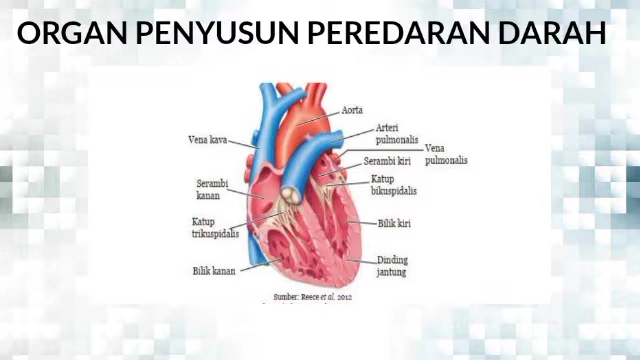 ORGAN PENYUSUN PEREDARAN DARAH
Aorta
Arteri
pulmonalis
Vena
pulmonalis
Vena kava
Serambi kiri
Katup
bikuspidalis
Serambi
kanan
Katup
trikuspidalis
Bilik kiri
Bilik kanan
Dinding
jantung
Sumber: Reece et al. 2012